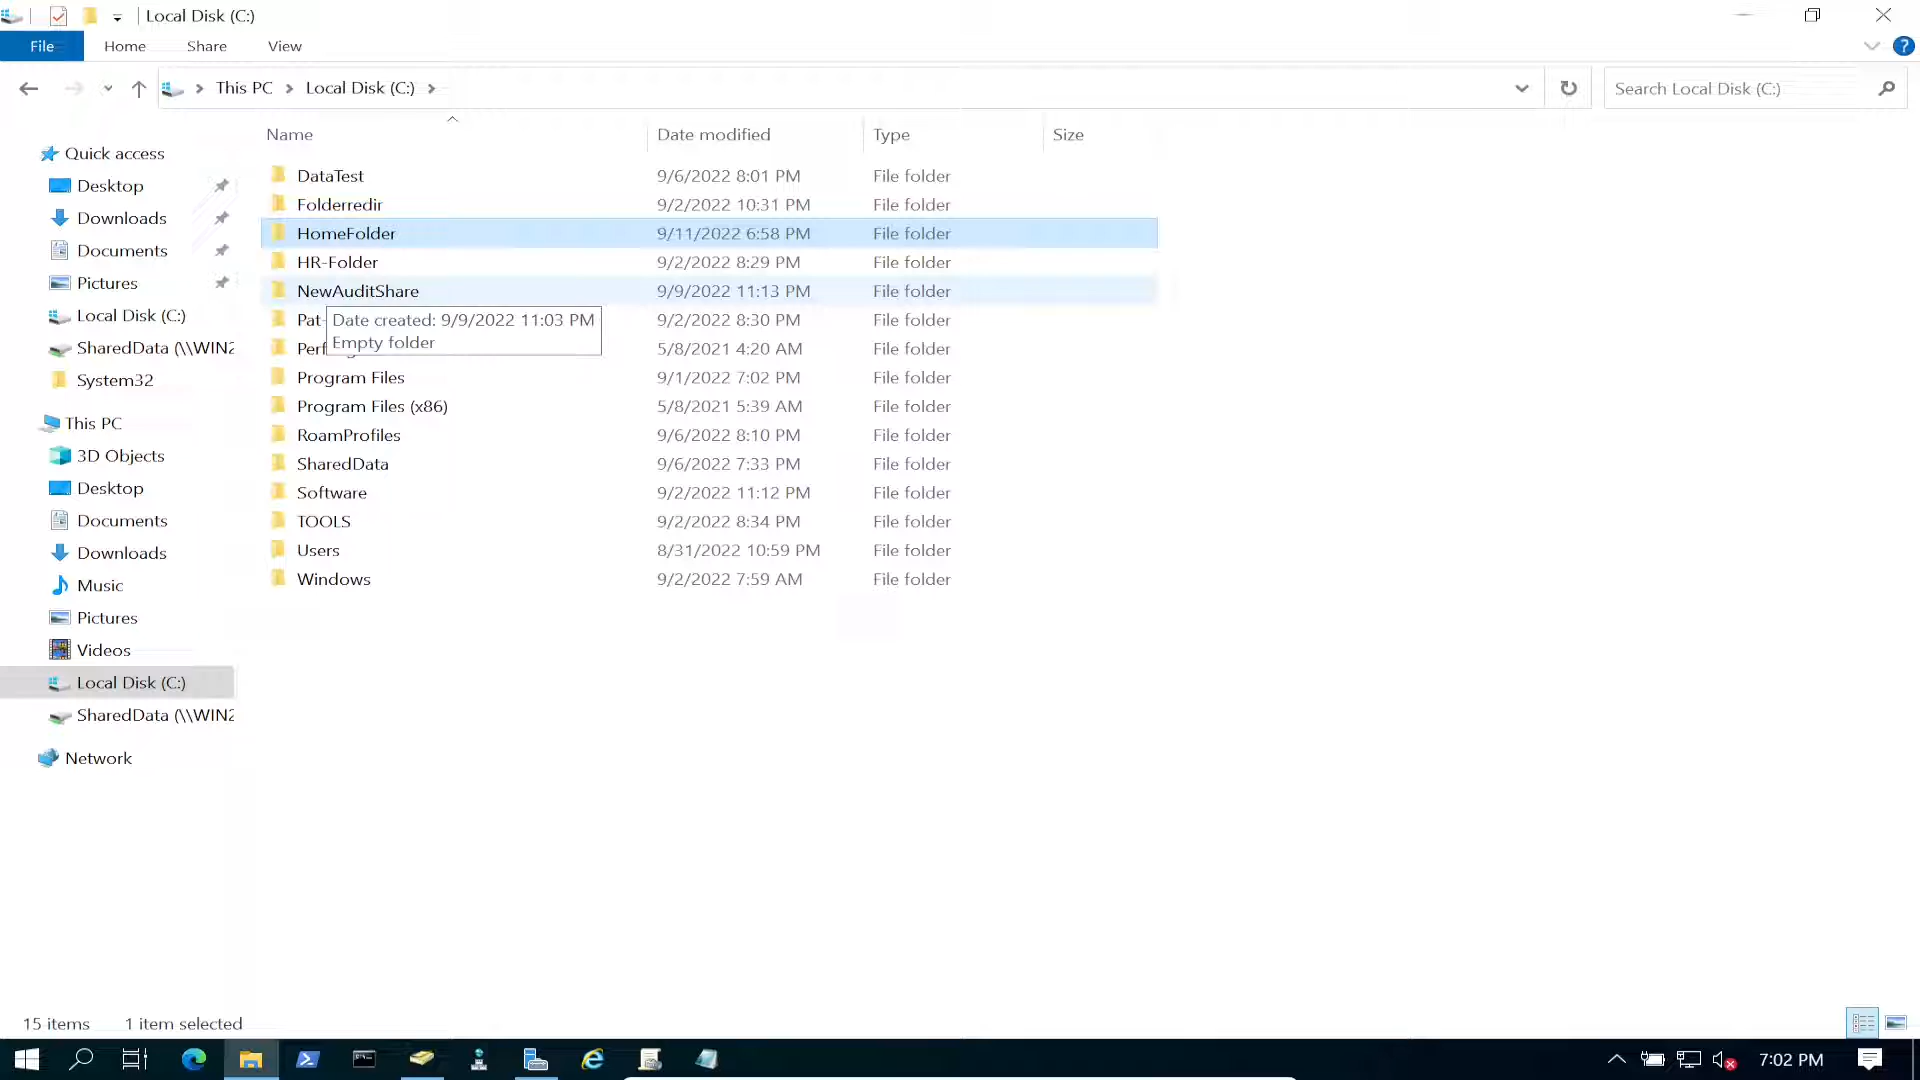 Local Disk (C:)
File
Home
Share
View
?
This PC
Local Disk (C:)
Search Local Disk (C:)
Name
Date modified
Type
Size
Quick access
Desktop
Downloads
Documents
Pictures
Local Disk (C:)
SharedData (\\WIN2
System32
This PC
3D Objects
Desktop
Documents
Downloads
Music
Pictures
Videos
Local Disk (C:)
SharedData (\\WIN2
Network
DataTest 9/6/2022 8:01 PM File folder
Folderredir 9/2/2022 10:31 PM File folder
HomeFolder 9/11/2022 6:58 PM File folder
HR-Folder 9/2/2022 8:29 PM File folder
NewAuditShare 9/9/2022 11:13 PM File folder
Pat- 9/2/2022 8:30 PM File folder
Date created: 9/9/2022 11:03 PM
Empty folder
5/8/2021 4:20 AM File folder
Program Files 9/1/2022 7:02 PM File folder
Program Files (x86) 5/8/2021 5:39 AM File folder
RoamProfiles 9/6/2022 8:10 PM File folder
SharedData 9/6/2022 7:33 PM File folder
Software 9/2/2022 11:12 PM File folder
TOOLS 9/2/2022 8:34 PM File folder
Users 8/31/2022 10:59 PM File folder
Windows 9/2/2022 7:59 AM File folder
15 items
1 item selected
7:02 PM